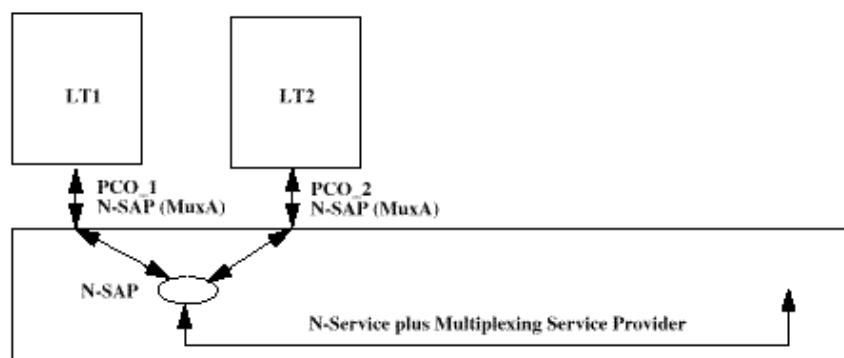 LT1
LT2
PCO_1
N-SAP (MuxA)
PCO_2
N-SAP (MuxA)
N-SAP
N-Service plus Multiplexing Service Provider